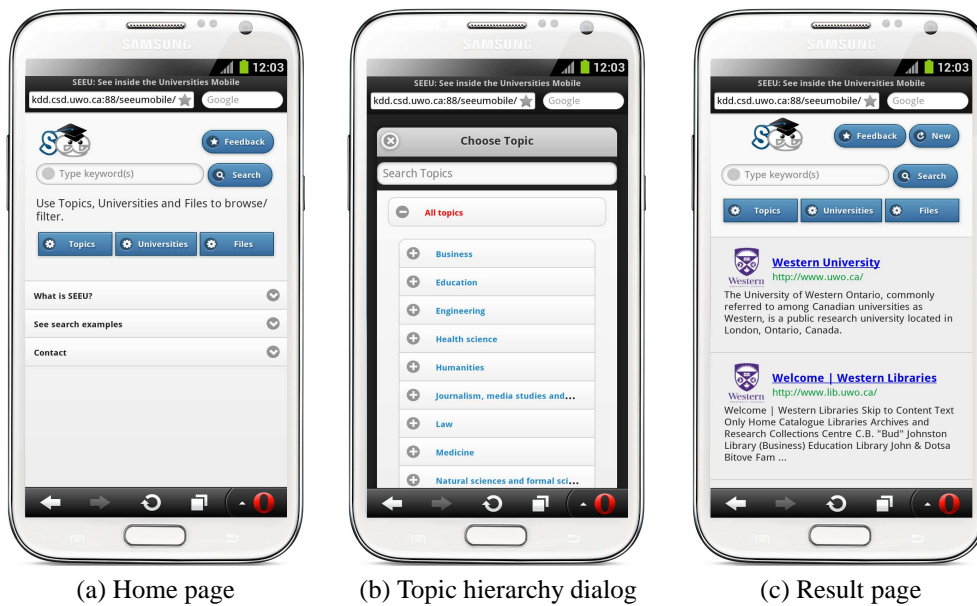 SAMSUNG
12:03
SEEU: See inside the Universities Mobile
kdd.csd.uwo.ca:88/seeumobile/
Google
Feedback
Type keyword(s)
Search
Use Topics, Universities and Files to browse/
filter.
Topics
Universities
Files
What is SEEU?
See search examples
Contact
(a) Home page
SAMSUNG
12:03
SEEU: See inside the Universities Mobile
kdd.csd.uwo.ca:88/seeumobile/
Google
Choose Topic
Search Topics
All topics
Business
Education
Engineering
Health science
Humanities
Journalism, media studies and...
Law
Medicine
Natural sciences and formal sci...
(b) Topic hierarchy dialog
SAMSUNG
12:03
SEEU: See inside the Universities Mobile
kdd.csd.uwo.ca:88/seeumobile/
Google
Feedback
New
Type keyword(s)
Search
Topics
Universities
Files
Western
Western University
http://www.uwo.ca/
The University of Western Ontario, commonly
referred to among Canadian universities as
Western, is a public research university located in
London, Ontario, Canada.
Western
Welcome | Western Libraries
http://www.lib.uwo.ca/
Welcome | Western Libraries Skip to Content Text
Only Home Catalogue Libraries Archives and
Research Collections Centre C.B. "Bud" Johnston
Library (Business) Education Library John & Dotsa
Bitove Fam ...
(c) Result page